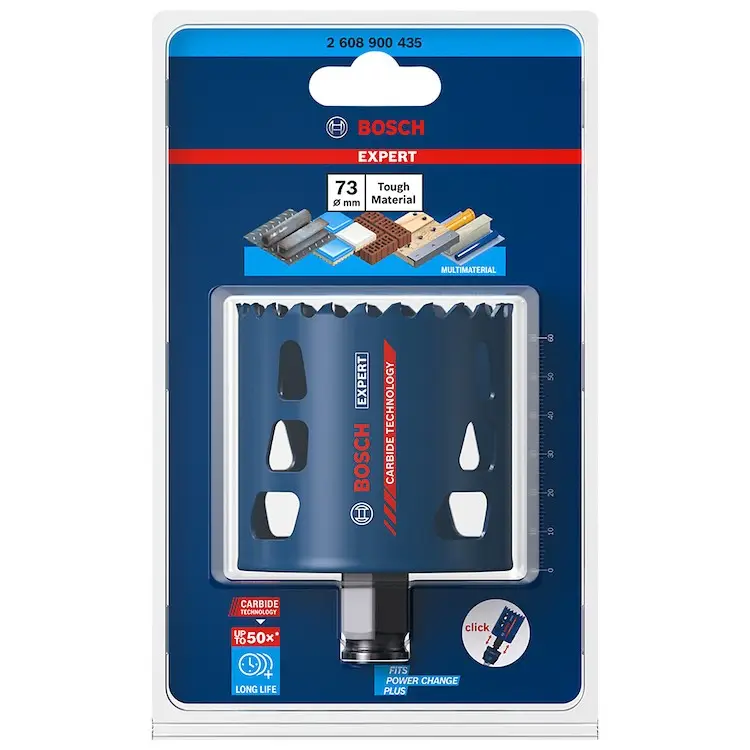 2 608 900 435
BOSCH
EXPERT
73
Ø mm
Tough
Material
MULTIMATERIAL
BOSCH EXPERT
CARBIDE TECHNOLOGY
60
50
40
30
20
10
0
CARBIDE
TECHNOLOGY
UP TO 50×*
LONG LIFE
click
FITS
POWER CHANGE
PLUS